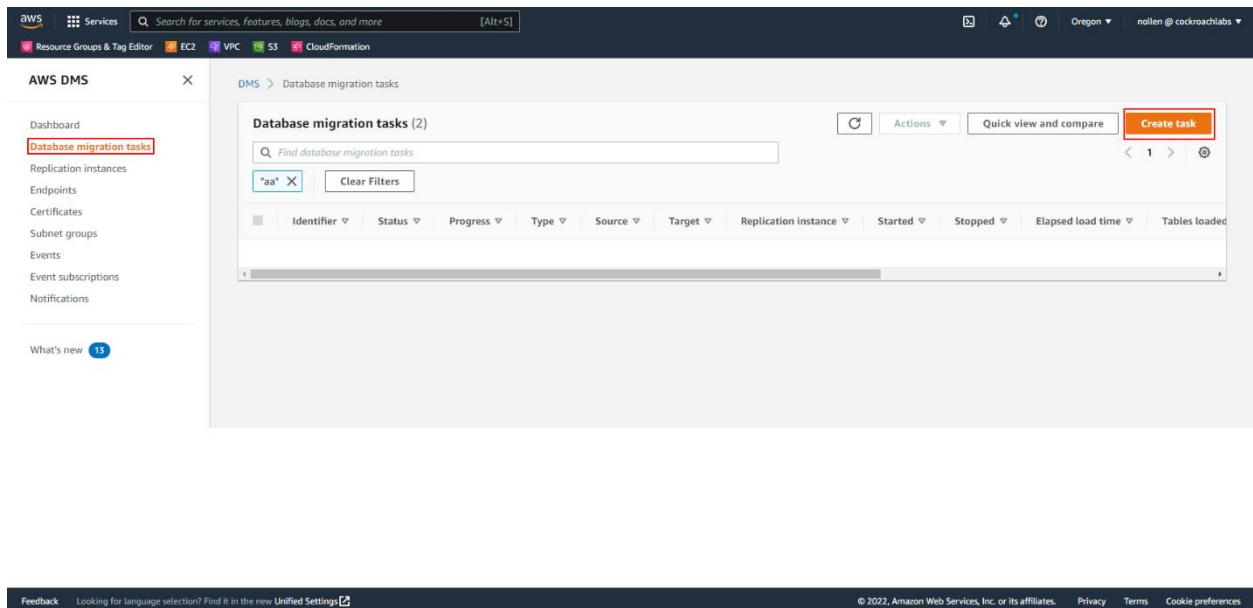 aws Services Search for services, features, blogs, docs, and more [Alt+S] Oregon nollen @ cockroachlabs
Resource Groups & Tag Editor EC2 VPC S3 CloudFormation
AWS DMS
Dashboard
Database migration tasks
Replication instances
Endpoints
Certificates
Subnet groups
Events
Event subscriptions
Notifications
What's new 13
DMS > Database migration tasks
Database migration tasks (2) Actions Quick view and compare Create task
Find database migration tasks < 1 >
"aa" Clear Filters
Identifier Status Progress Type Source Target Replication instance Started Stopped Elapsed load time Tables loaded
Feedback Looking for language selection? Find it in the new Unified Settings © 2022, Amazon Web Services, Inc. or its affiliates. Privacy Terms Cookie preferences